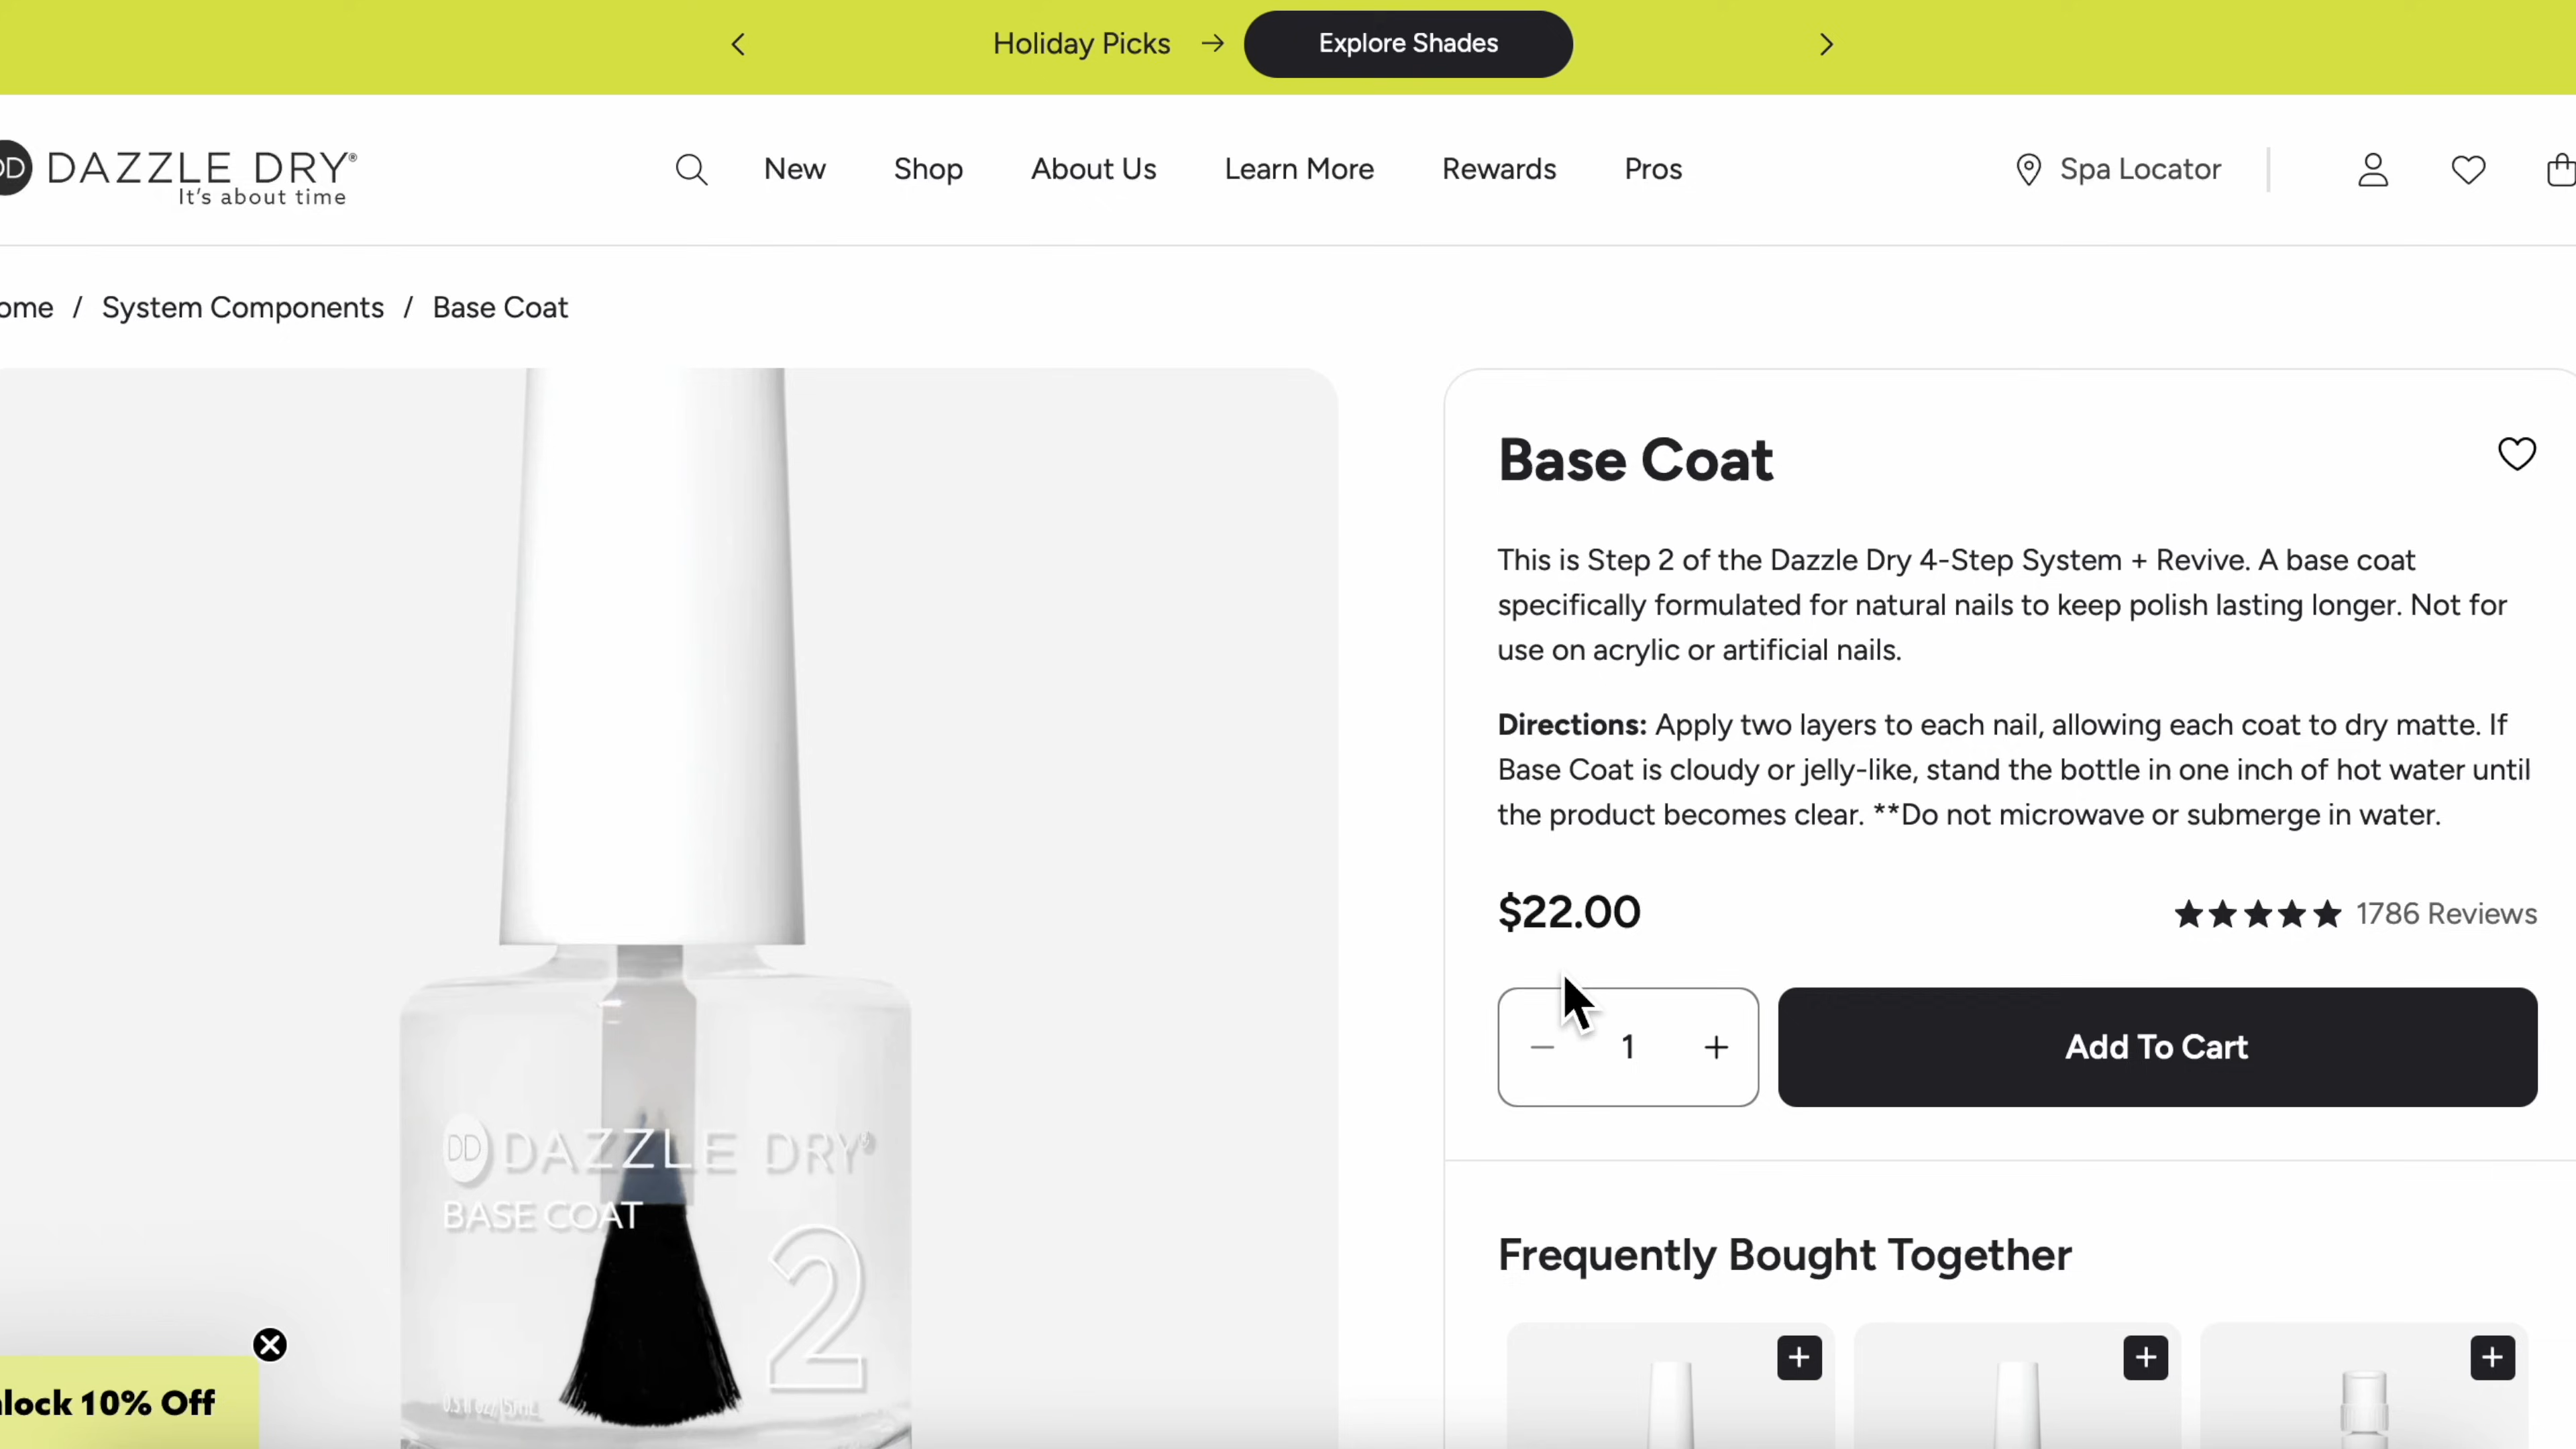 Holiday Picks → Explore Shades
DD DAZZLE DRY®
It's about time
New Shop About Us Learn More Rewards Pros
Spa Locator
ome / System Components / Base Coat
Base Coat
This is Step 2 of the Dazzle Dry 4-Step System + Revive. A base coat
specifically formulated for natural nails to keep polish lasting longer. Not for
use on acrylic or artificial nails.
Directions: Apply two layers to each nail, allowing each coat to dry matte. If
Base Coat is cloudy or jelly-like, stand the bottle in one inch of hot water until
the product becomes clear. **Do not microwave or submerge in water.
$22.00
1786 Reviews
1
Add To Cart
Frequently Bought Together
DD DAZZLE DRY®
BASE COAT
2
lock 10% Off